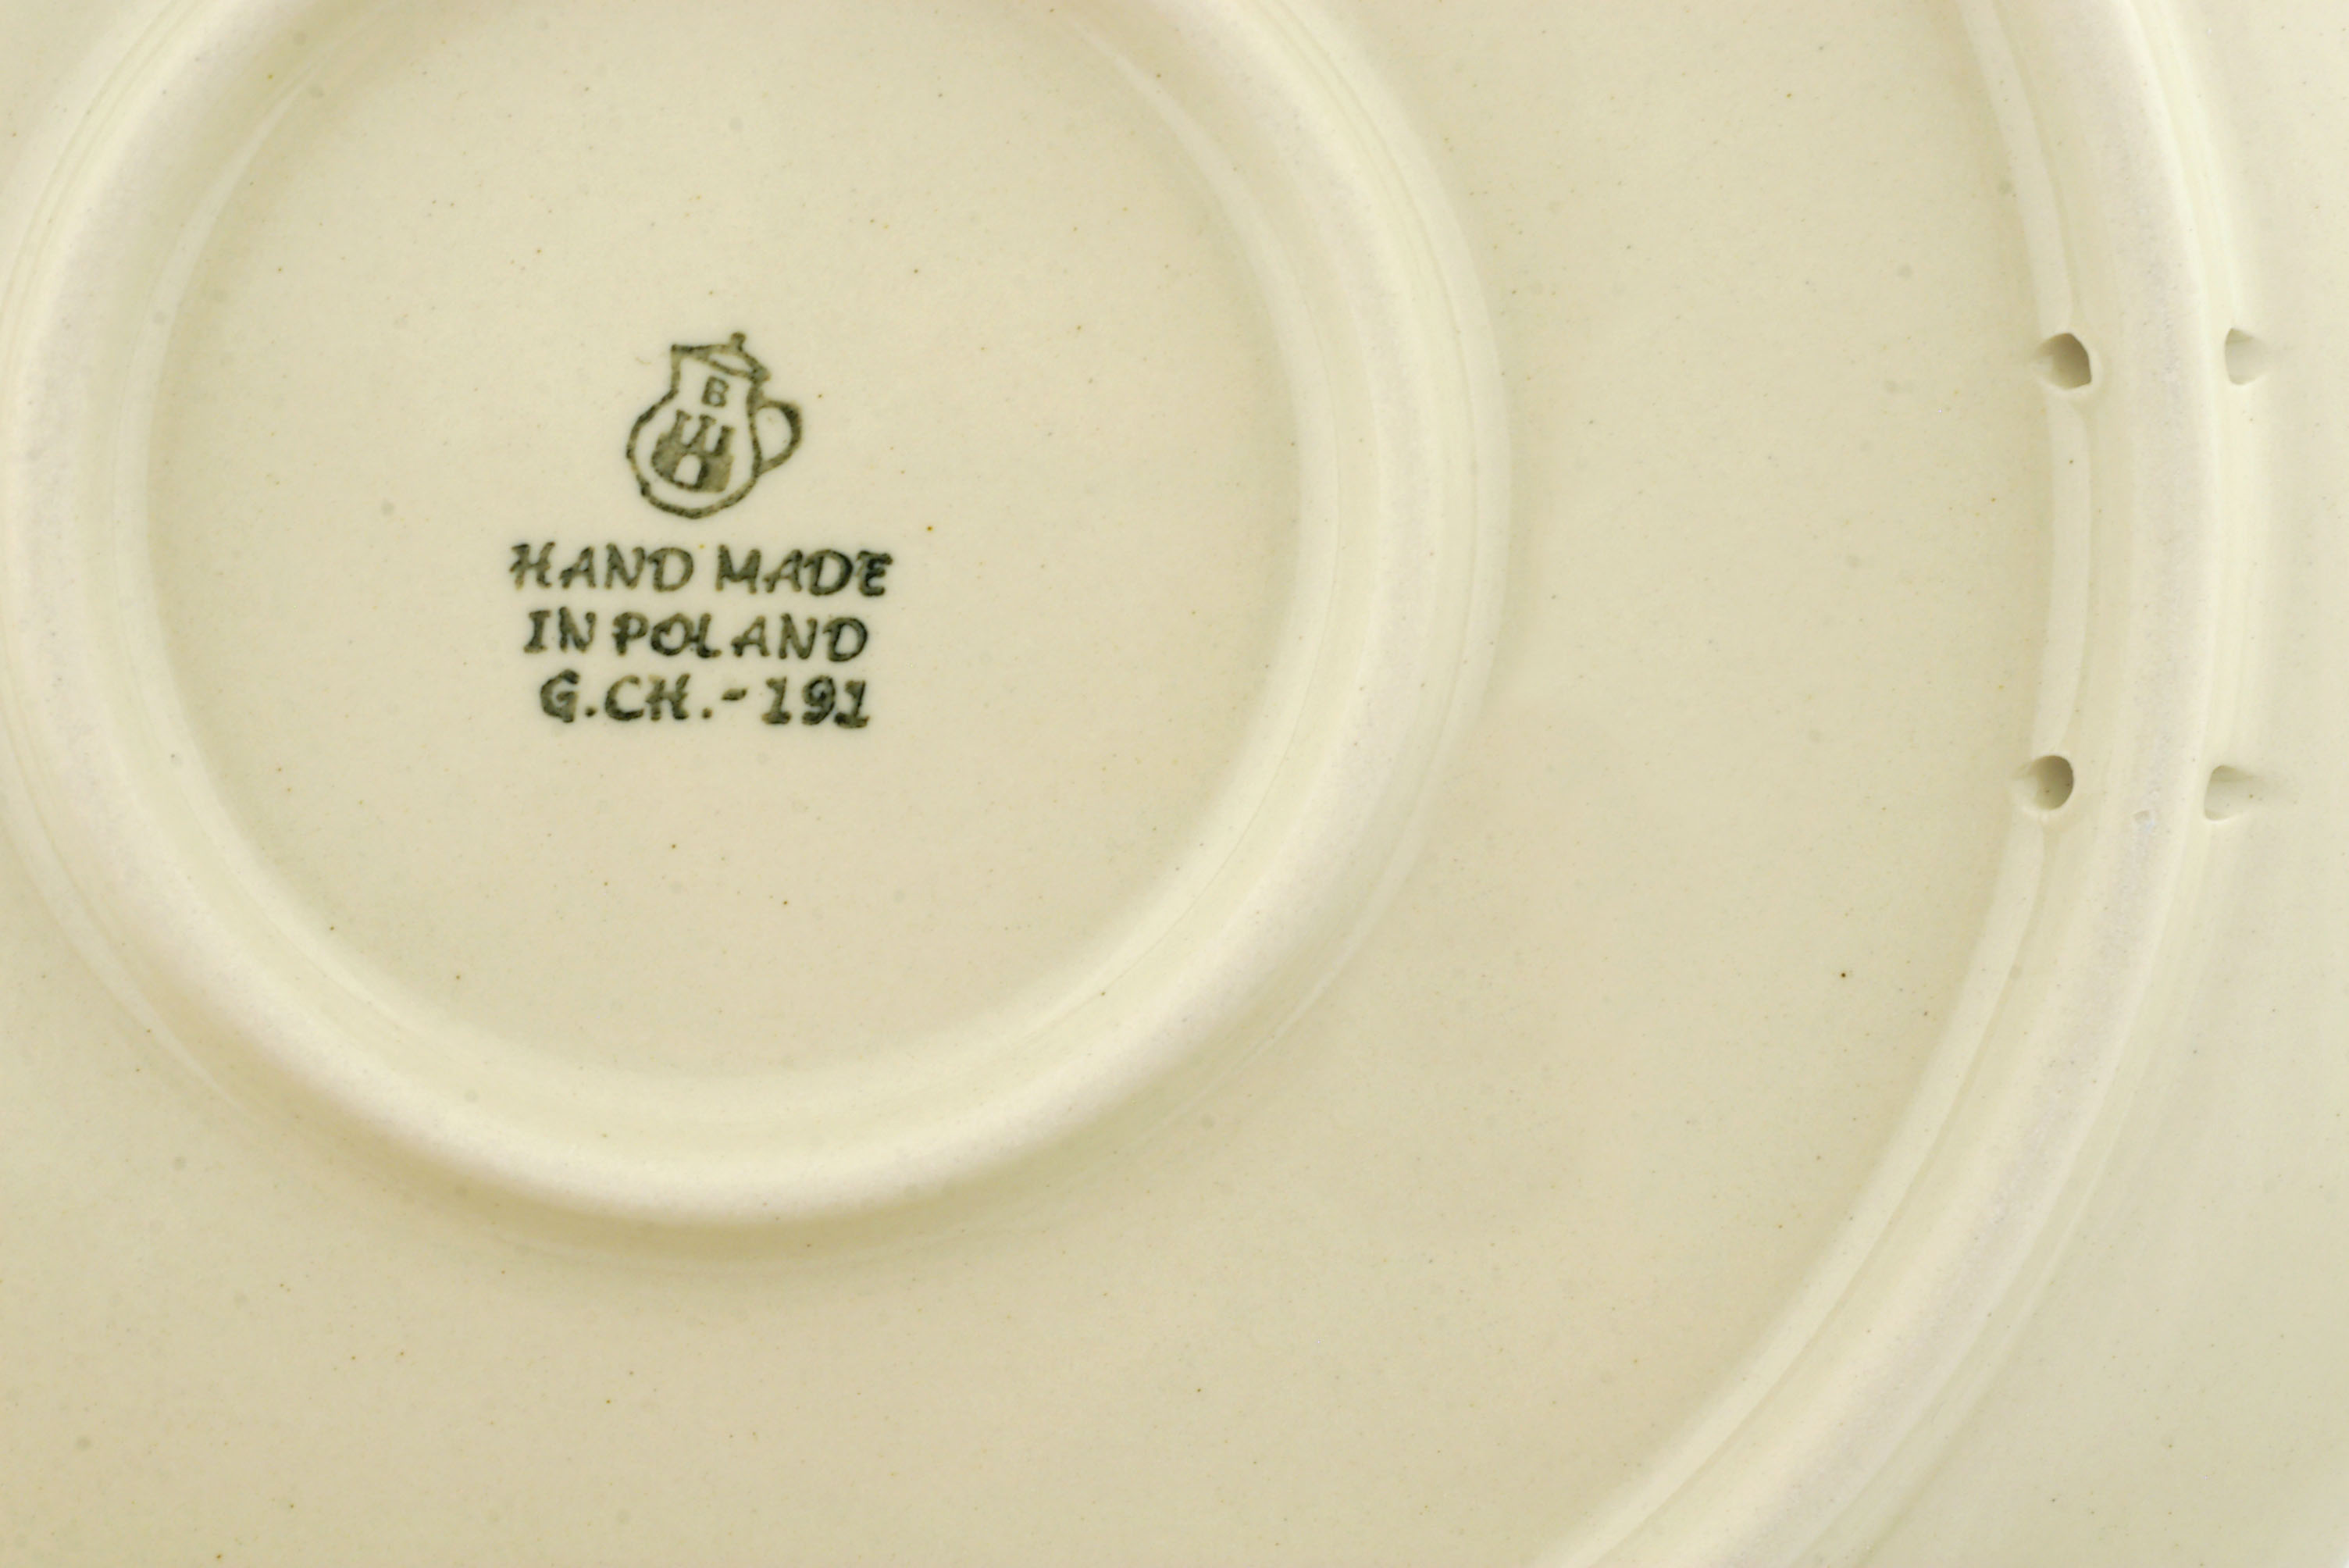 B
HAND MADE
IN POLAND
G.CH.-191